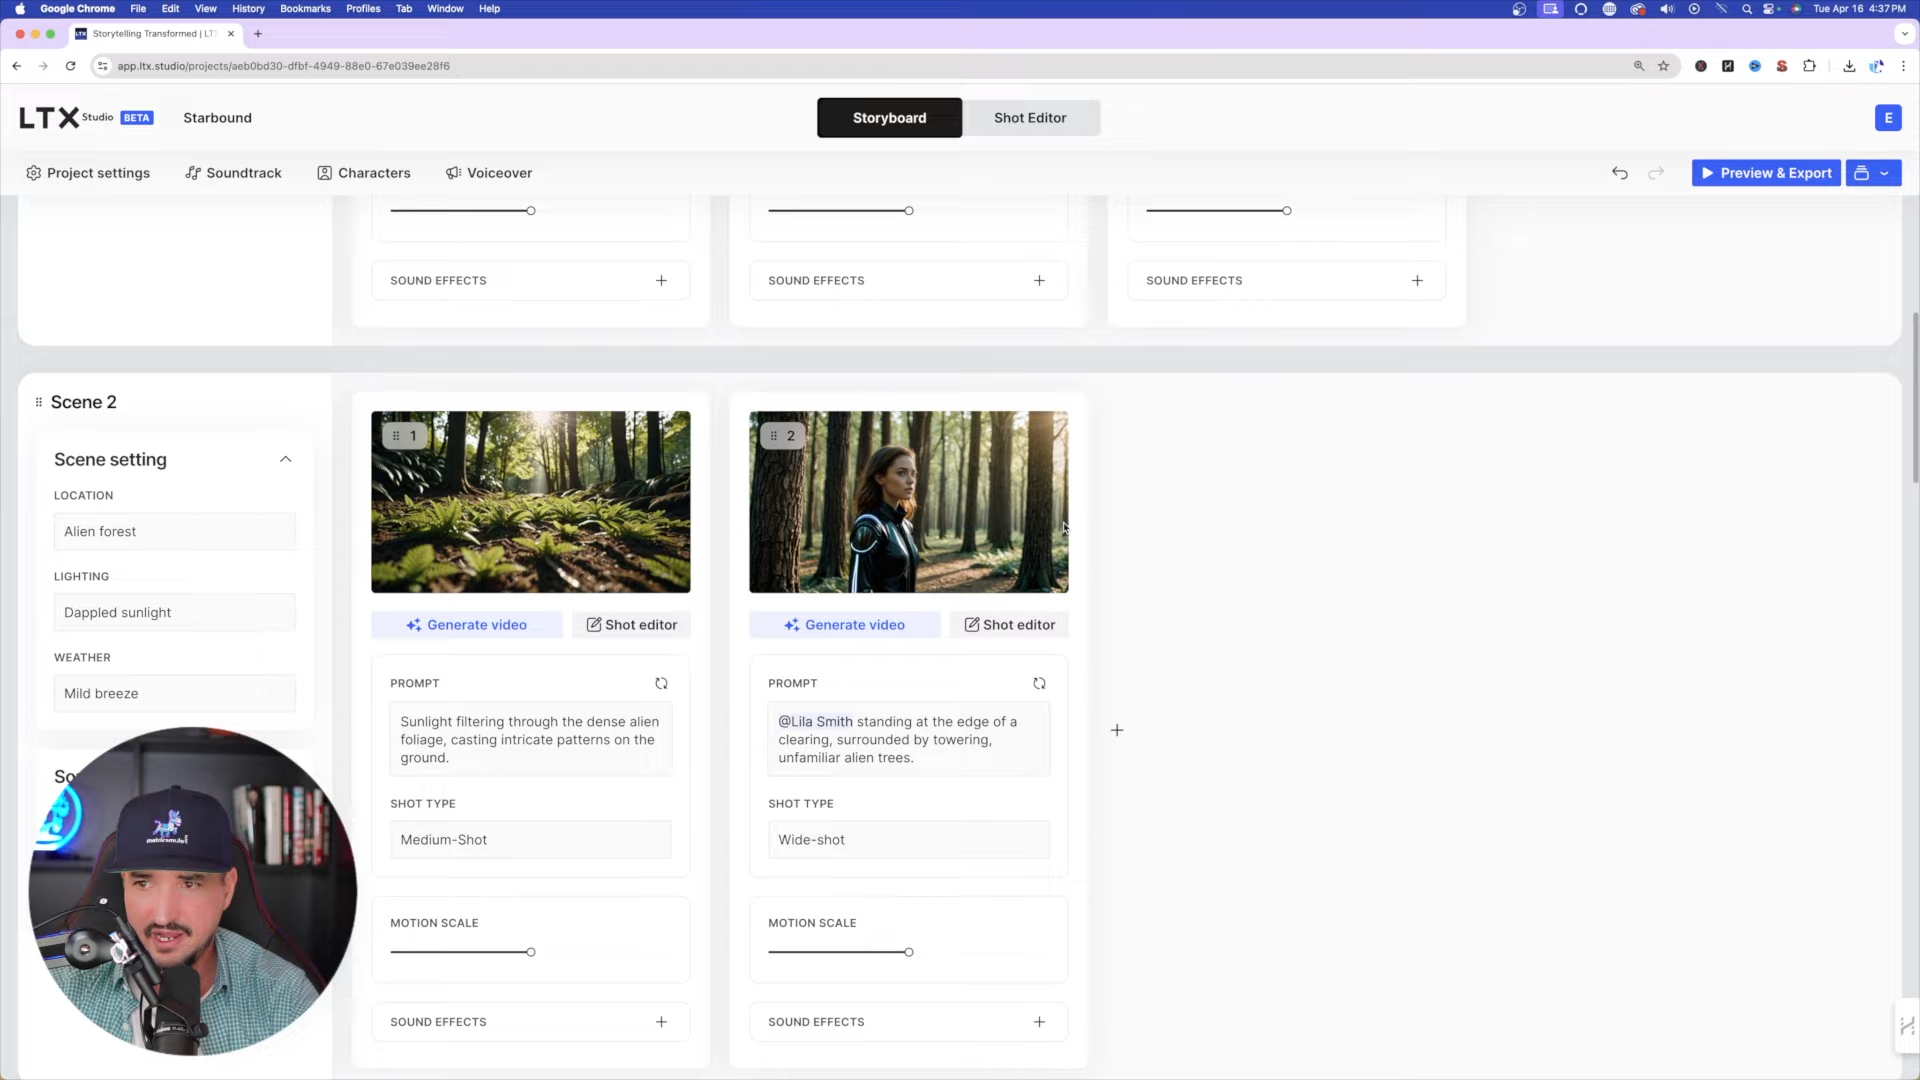 Google Chrome File Edit View History Bookmarks Profiles Tab Window Help Tue Apr 16 4:37 PM
LTX Storytelling Transformed | LT
app.ltx.studio/projects/aeb0bd30-dfbf-4949-88e0-67e039ee28f6
LTX Studio BETA Starbound Storyboard Shot Editor E
Project settings Soundtrack Characters Voiceover Preview & Export
SOUND EFFECTS SOUND EFFECTS SOUND EFFECTS
Scene 2
1 2
Scene setting
LOCATION
Alien forest
LIGHTING
Dappled sunlight
Generate video Shot editor Generate video Shot editor
WEATHER
Mild breeze
PROMPT
Sunlight filtering through the dense alien
foliage, casting intricate patterns on the
ground.
PROMPT
@Lila Smith standing at the edge of a
clearing, surrounded by towering,
unfamiliar alien trees.
So
SHOT TYPE SHOT TYPE
Medium-Shot Wide-shot
metricsmule
MOTION SCALE MOTION SCALE
SOUND EFFECTS SOUND EFFECTS